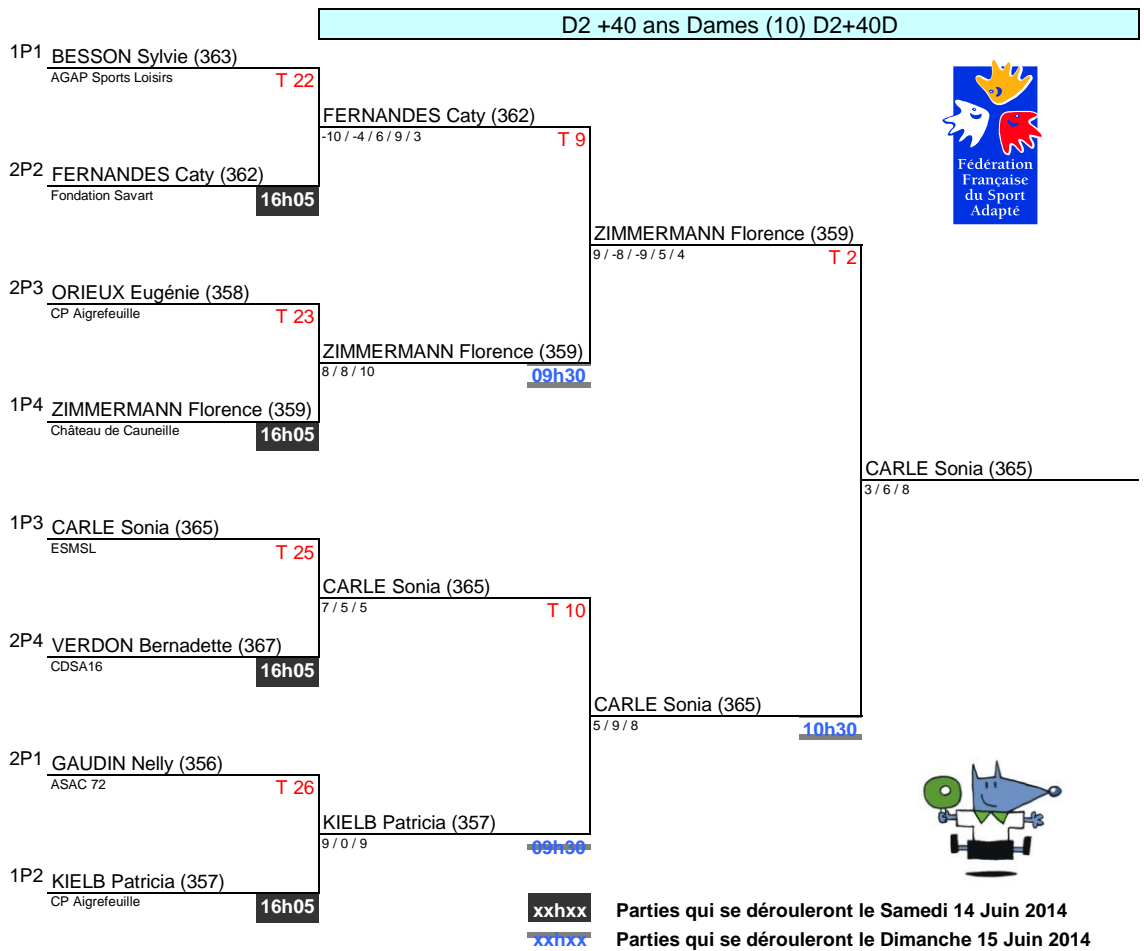 D2 +40 ans Dames (10) D2+40D
1P1 BESSON Sylvie (363)
AGAP Sports Loisirs
T 22
FERNANDES Caty (362)
-10 / -4 / 6 / 9 / 3
T 9
2P2 FERNANDES Caty (362)
Fondation Savart
16h05
Fédération
Française
du Sport
Adapté
ZIMMERMANN Florence (359)
9 / -8 / -9 / 5 / 4
T 2
2P3 ORIEUX Eugénie (358)
CP Aigrefeuille
T 23
ZIMMERMANN Florence (359)
8 / 8 / 10
09h30
1P4 ZIMMERMANN Florence (359)
Château de Cauneille
16h05
CARLE Sonia (365)
3 / 6 / 8
1P3 CARLE Sonia (365)
ESMSL
T 25
CARLE Sonia (365)
7 / 5 / 5
T 10
2P4 VERDON Bernadette (367)
CDSA16
16h05
CARLE Sonia (365)
5 / 9 / 8
10h30
2P1 GAUDIN Nelly (356)
ASAC 72
T 26
KIELB Patricia (357)
9 / 0 / 9
09h30
1P2 KIELB Patricia (357)
CP Aigrefeuille
16h05
xxhxx Parties qui se dérouleront le Samedi 14 Juin 2014
xxhxx Parties qui se dérouleront le Dimanche 15 Juin 2014